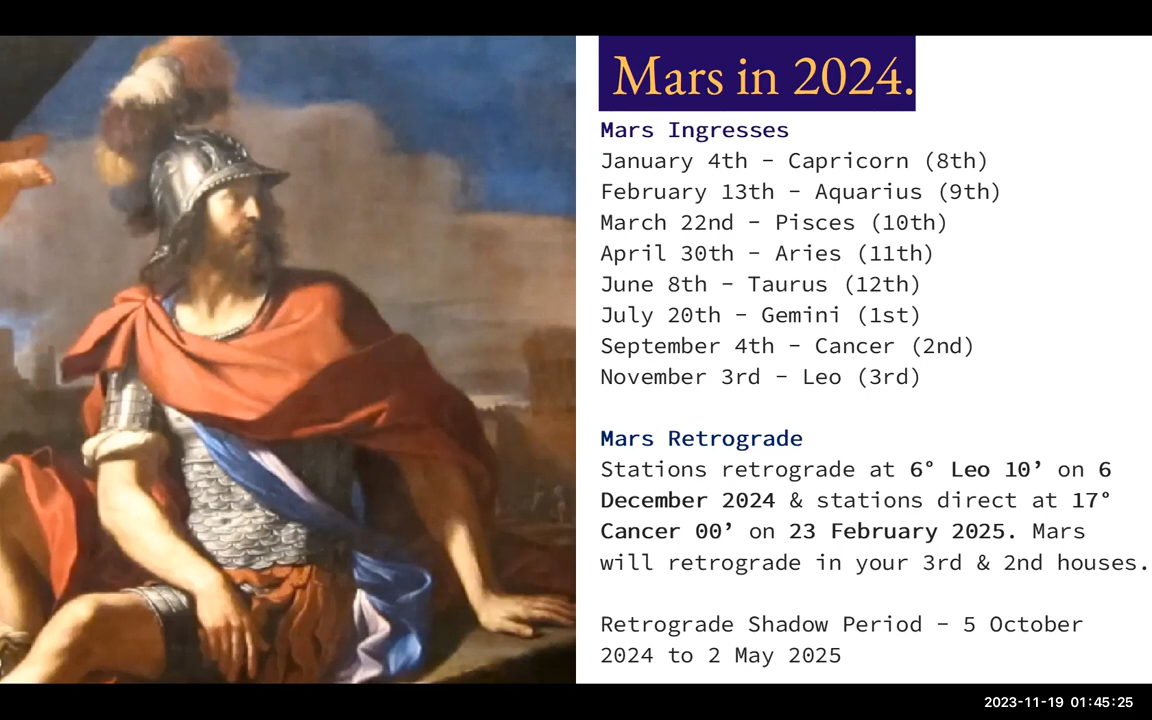 Mars in 2024.
Mars Ingresses
January 4th – Capricorn (8th)
February 13th – Aquarius (9th)
March 22nd – Pisces (10th)
April 30th – Aries (11th)
June 8th – Taurus (12th)
July 20th – Gemini (1st)
September 4th – Cancer (2nd)
November 3rd – Leo (3rd)
Mars Retrograde
Stations retrograde at 6° Leo 10’ on 6
December 2024 & stations direct at 17°
Cancer 00’ on 23 February 2025. Mars
will retrograde in your 3rd & 2nd houses.
Retrograde Shadow Period – 5 October
2024 to 2 May 2025
2023-11-19 01:45:25